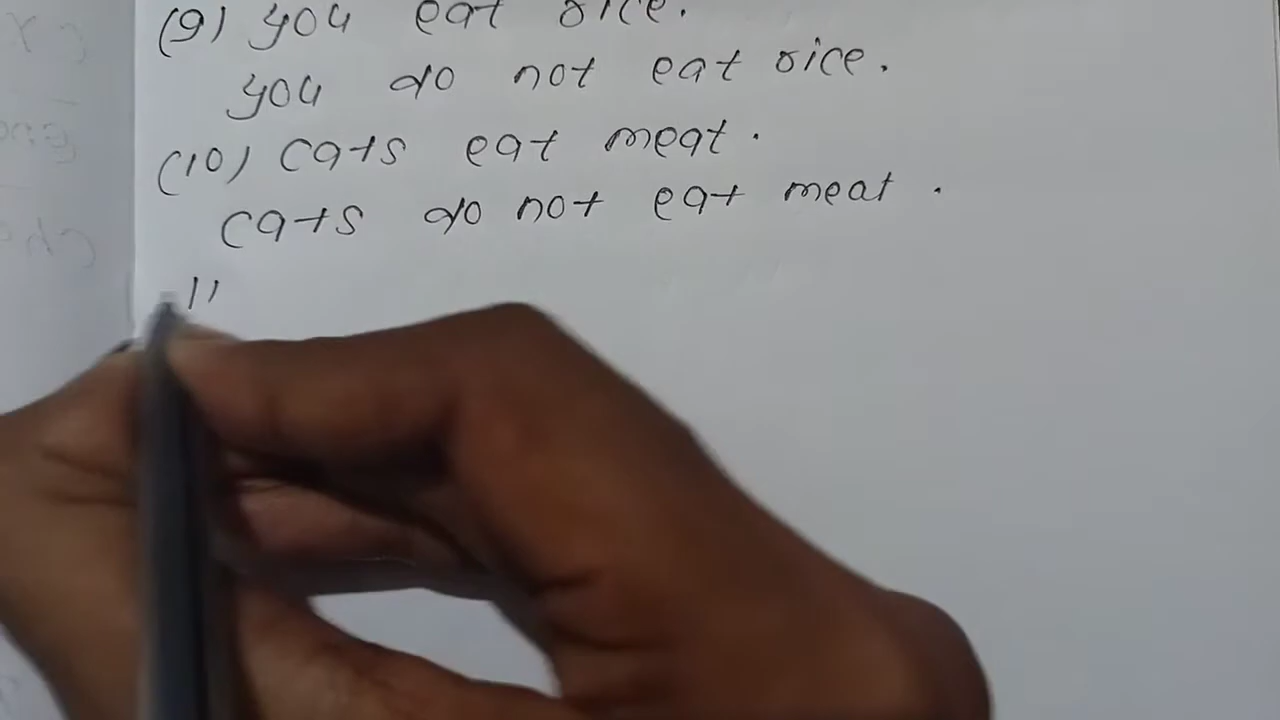 (9) you eat rice.
you do not eat rice.
(10) Cats eat meat.
Cats do not eat meat.
11